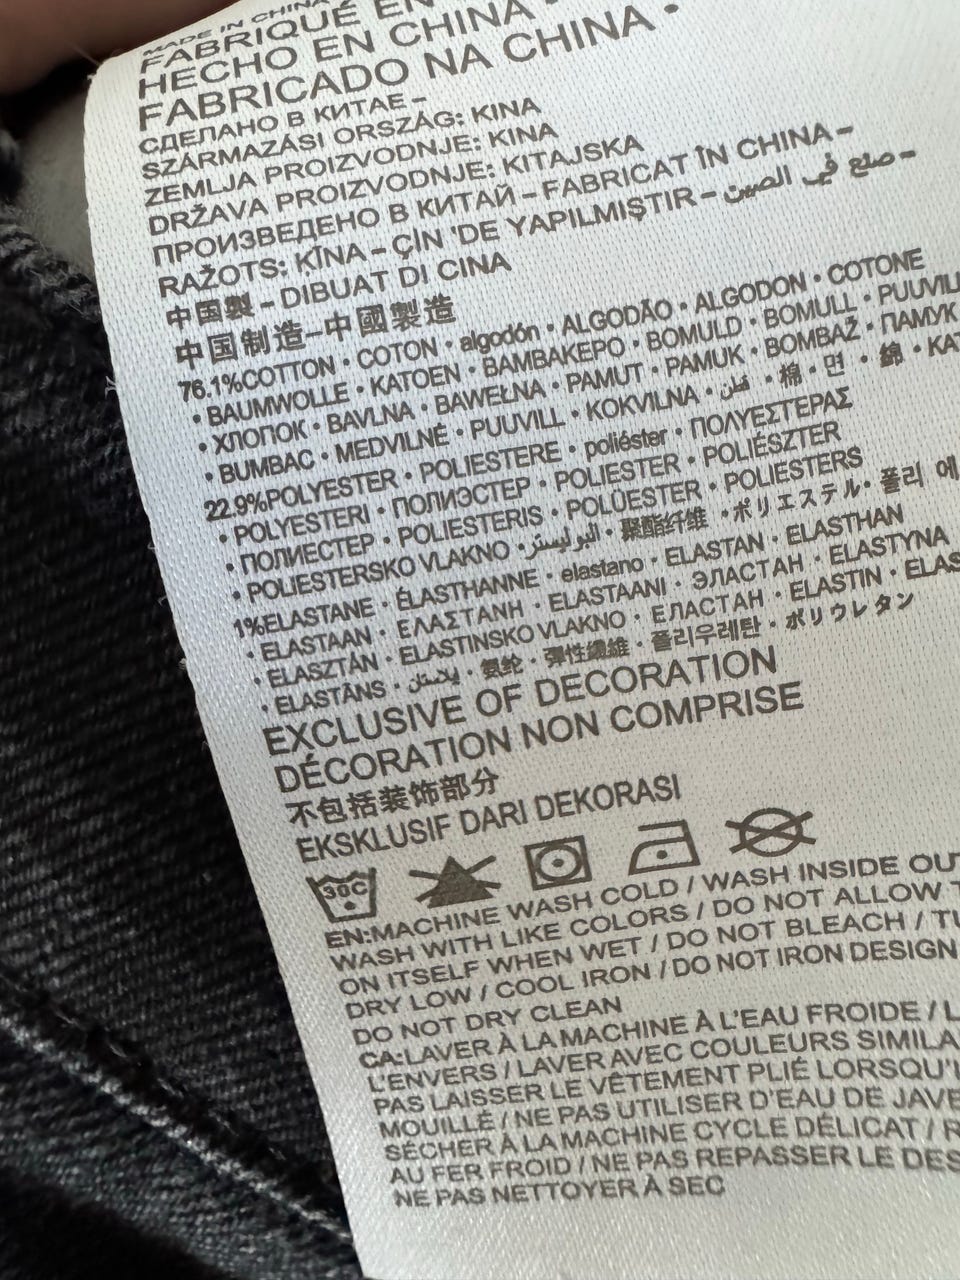 MADE IN CHINA
FABRIQUÉ EN
HECHO EN CHINA •
FABRICADO NA CHINA •
СДЕЛАНО В КИТАЕ –
SZÁRMAZÁSI ORSZÁG: KINA
ZEMLJA PROIZVODNJE: KINA
DRŽAVA PROIZVODNJE: KITAJSKA
ПРОИЗВЕДЕНО В КИТАЙ – FABRICAT ÎN CHINA –
RAŽOTS: ĶĪNA – ÇİN 'DE YAPILMIŞTIR – صنع في الصين –
中国製 – DIBUAT DI CINA
中国制造–中國製造
76.1%COTTON • COTON • algodón • ALGODÃO • ALGODON • COTONE
• BAUMWOLLE • KATOEN • ΒΑΜΒΑΚΕΡΟ • BOMULD • BOMULL •
• ХЛОПОК • BAVLNA • BAWEŁNA • PAMUT • PAMUK • BOMBAŽ • ПАМУК
• BUMBAC • MEDVILNĖ • PUUVILL • KOKVILNA • قطن • 棉 • 면 • 綿 •
22.9%POLYESTER • POLIESTERE • poliéster • ΠΟΛΥΕΣΤΕΡΑΣ
• POLYESTERI • ПОЛИЭСТЕР • POLIESTER • POLIÉSZTER
• ПОЛИЕСТЕР • POLIESTERIS • POLÜESTER • POLIESTERS
• POLIESTERSKO VLAKNO • البوليستر • 聚酯纤维 • ポリエステル • 폴리 에
1%ELASTANE • ÉLASTHANNE • elastano • ELASTAN • ELASTHAN
• ELASTAAN • ΕΛΑΣΤΑΝΗ • ELASTAANI • ЭЛАСТАН • ELASTYNA
• ELASZTÁN • ELASTINSKO VLAKNO • ЕЛАСТАН • ELASTIN •
• ELASTĀNS • يلاستان • 氨纶 • 彈性纖維 • 폴리우레탄 • ポリウレタン
EXCLUSIVE OF DECORATION
DÉCORATION NON COMPRISE
不包括装饰部分
EKSKLUSIF DARI DEKORASI
30C
EN:MACHINE WASH COLD / WASH INSIDE OUT
WASH WITH LIKE COLORS / DO NOT ALLOW
ON ITSELF WHEN WET / DO NOT BLEACH /
DRY LOW / COOL IRON / DO NOT IRON DESIGN
DO NOT DRY CLEAN
CA:LAVER À LA MACHINE À L'EAU FROIDE /
L'ENVERS / LAVER AVEC COULEURS
PAS LAISSER LE VÊTEMENT PLIÉ
MOUILLÉ / NE PAS UTILISER D'EAU DE
SÉCHER À LA MACHINE CYCLE DÉLICAT /
AU FER FROID / NE PAS REPASSER LE
NE PAS NETTOYER À SEC